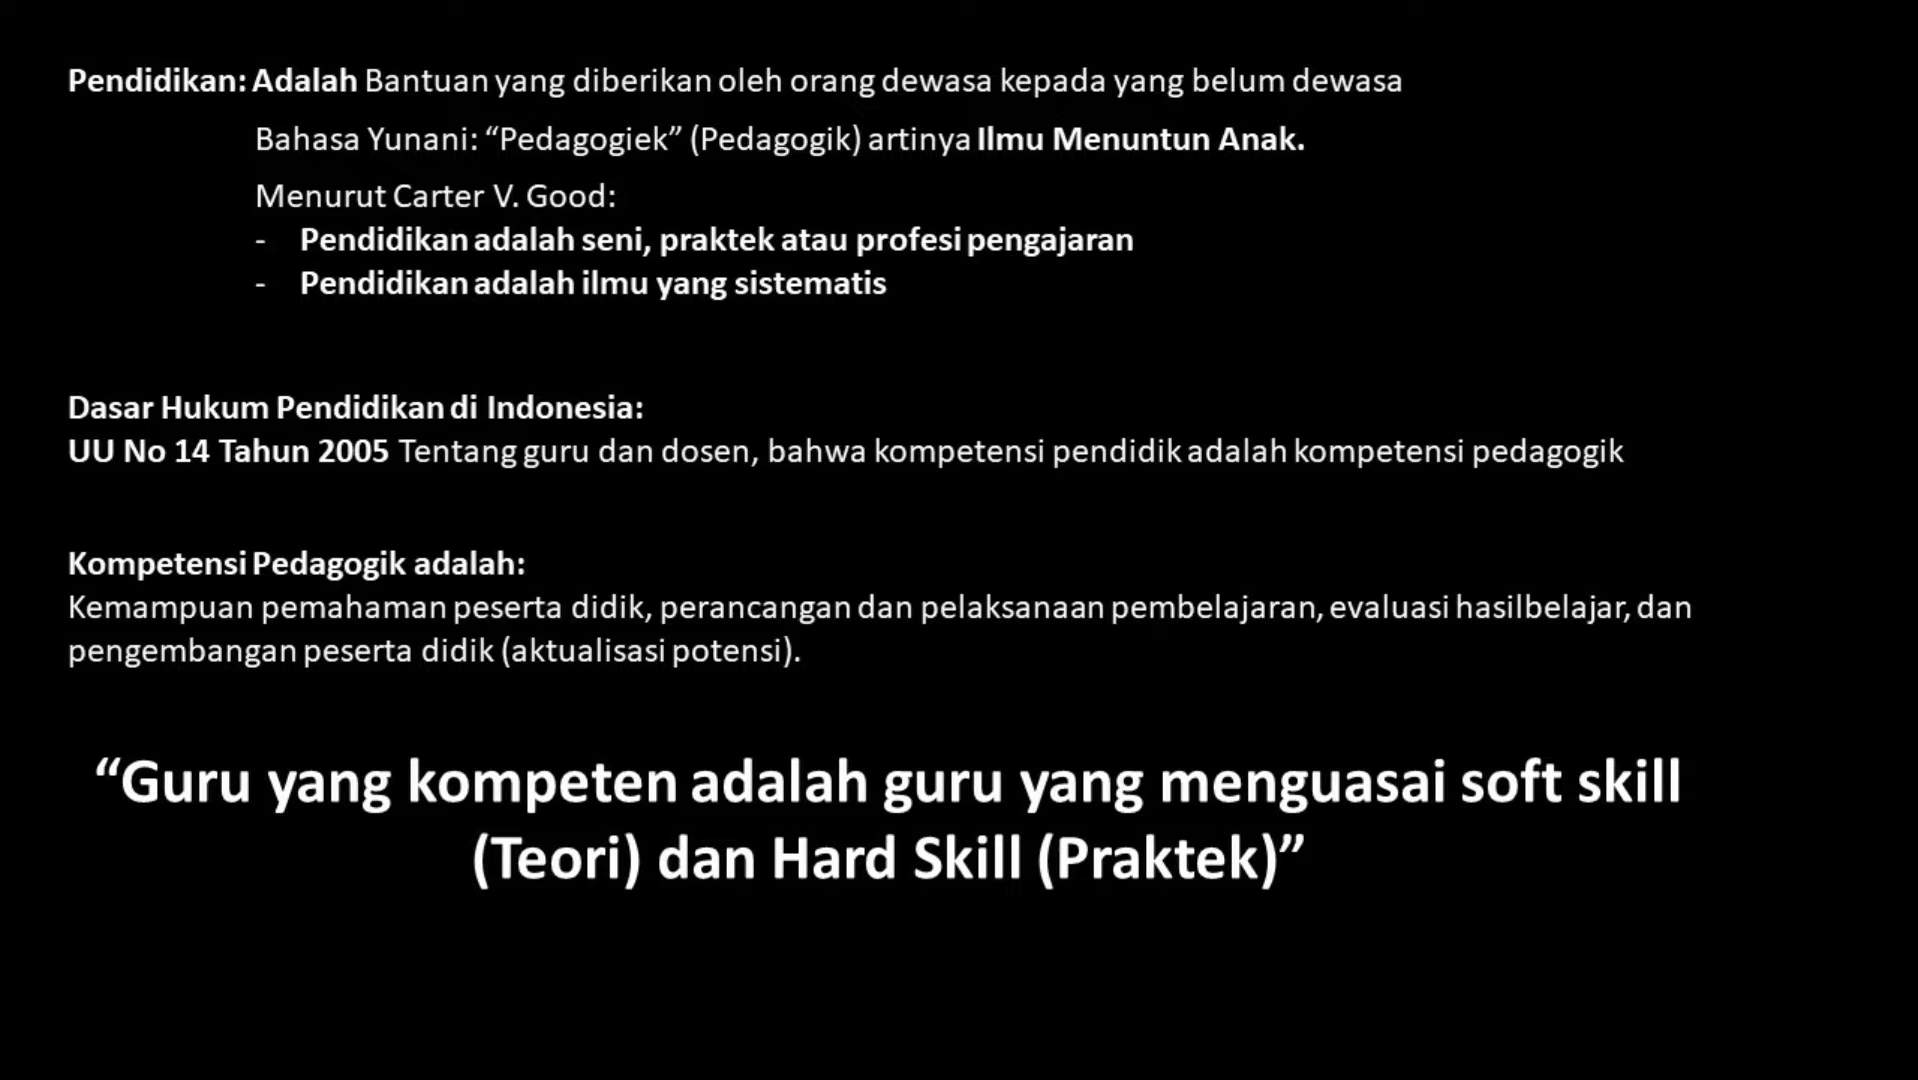 Pendidikan: Adalah Bantuan yang diberikan oleh orang dewasa kepada yang belum dewasa
Bahasa Yunani: “Pedagogiek” (Pedagogik) artinya Ilmu Menuntun Anak.
Menurut Carter V. Good:
- Pendidikan adalah seni, praktek atau profesi pengajaran
- Pendidikan adalah ilmu yang sistematis
Dasar Hukum Pendidikan di Indonesia:
UU No 14 Tahun 2005 Tentang guru dan dosen, bahwa kompetensi pendidik adalah kompetensi pedagogik
Kompetensi Pedagogik adalah:
Kemampuan pemahaman peserta didik, perancangan dan pelaksanaan pembelajaran, evaluasi hasilbelajar, dan
pengembangan peserta didik (aktualisasi potensi).
“Guru yang kompeten adalah guru yang menguasai soft skill
(Teori) dan Hard Skill (Praktek)”